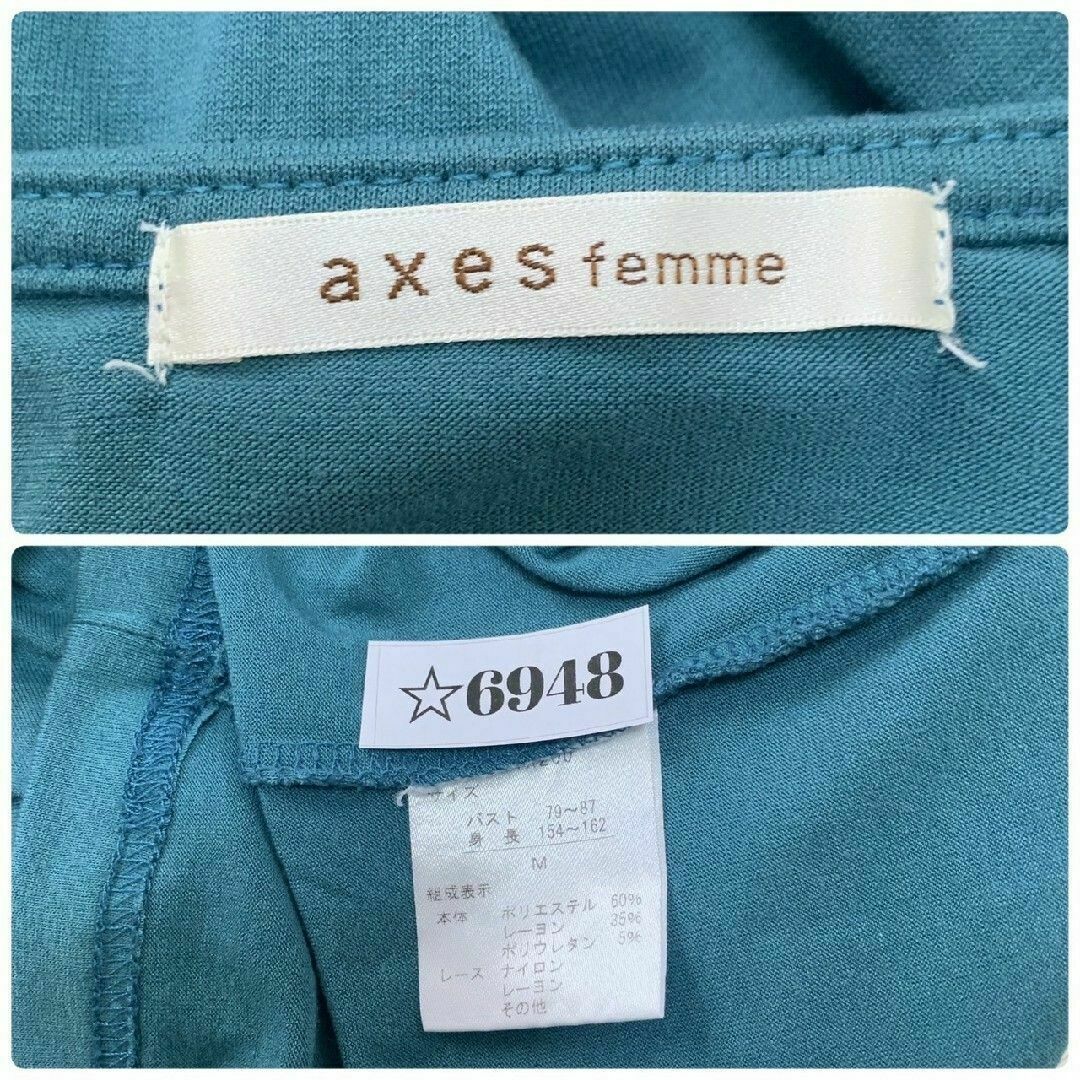 axes femme
☆6948
サイズ
バスト 79～87
身長 154～162
M
組成表示
本体 ポリエステル 60%
レーヨン 35%
ポリウレタン 5%
レース ナイロン
レーヨン
その他